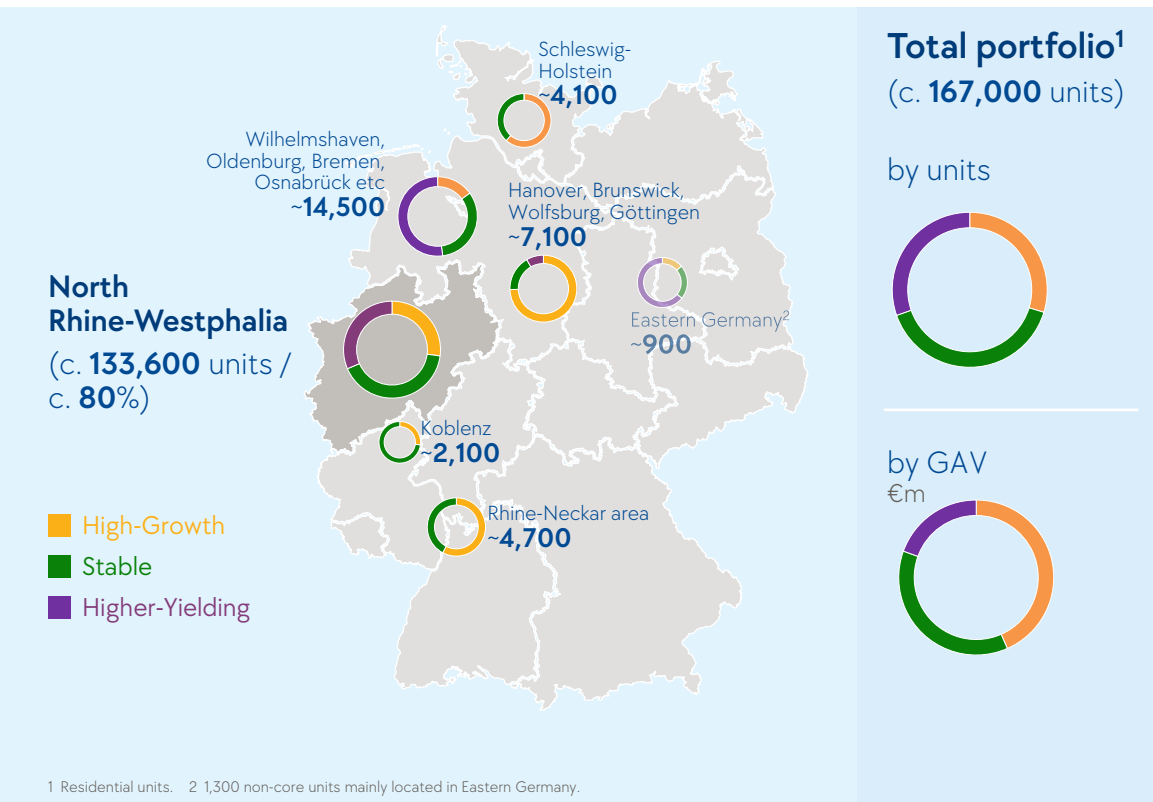 Schleswig-
Holstein
~4,100
Wilhelmshaven,
Oldenburg, Bremen,
Osnabrück etc
~14,500
Hanover, Brunswick,
Wolfsburg, Göttingen
~7,100
North
Rhine-Westphalia
(c. 133,600 units /
c. 80%)
Eastern Germany²
~900
Koblenz
~2,100
Rhine-Neckar area
~4,700
High-Growth
Stable
Higher-Yielding
Total portfolio¹
(c. 167,000 units)
by units
by GAV
€m
1 Residential units. 2 1,300 non-core units mainly located in Eastern Germany.